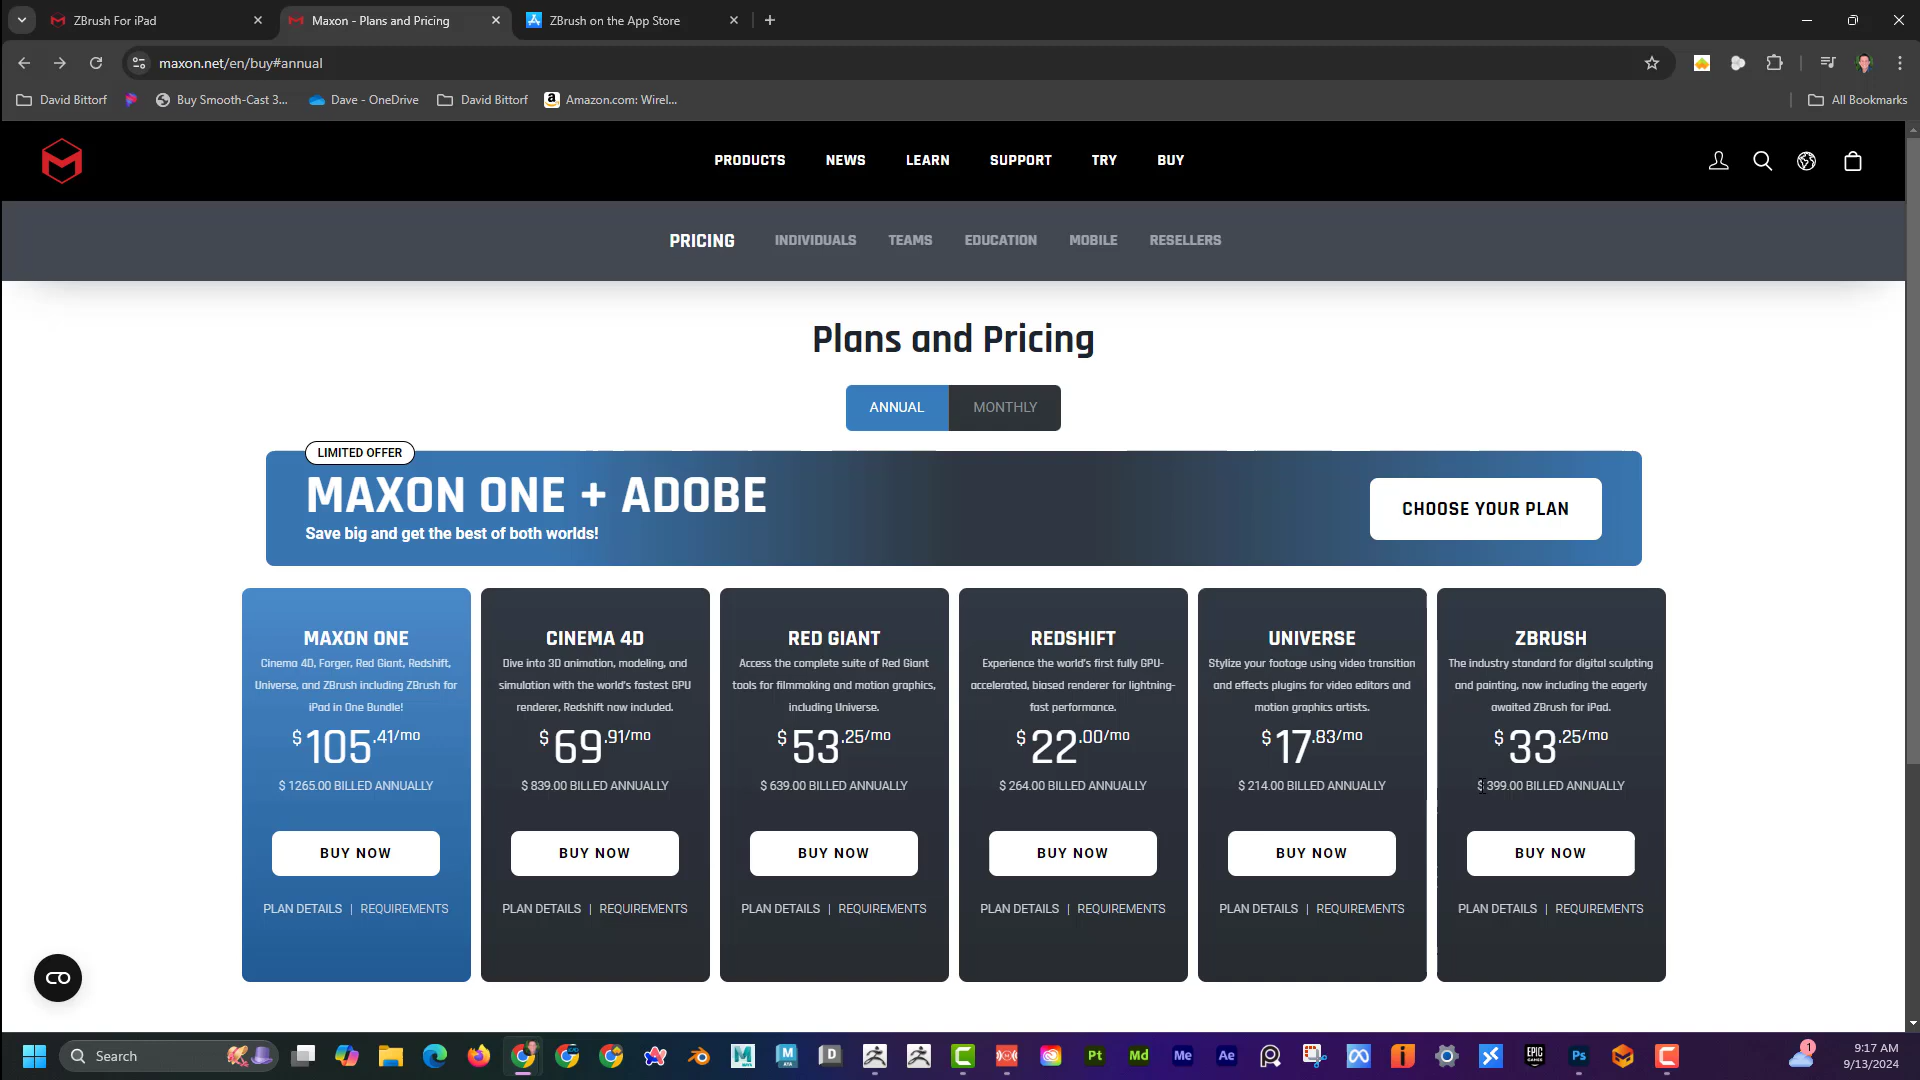 ZBrush For iPad
Maxon - Plans and Pricing
ZBrush on the App Store
maxon.net/en/buy#annual
David Bittorf
Buy Smooth-Cast 3...
Dave - OneDrive
David Bittorf
Amazon.com: Wirel...
All Bookmarks
PRODUCTS NEWS LEARN SUPPORT TRY BUY
PRICING INDIVIDUALS TEAMS EDUCATION MOBILE RESELLERS
Plans and Pricing
ANNUAL MONTHLY
LIMITED OFFER
MAXON ONE + ADOBE
Save big and get the best of both worlds!
CHOOSE YOUR PLAN
MAXON ONE
Cinema 4D, Forger, Red Giant, Redshift,
Universe, and ZBrush including ZBrush for
iPad in One Bundle!
$105.41/mo
$ 1265.00 BILLED ANNUALLY
BUY NOW
PLAN DETAILS | REQUIREMENTS
CINEMA 4D
Dive into 3D animation, modeling, and
simulation with the world's fastest GPU
renderer, Redshift now included.
$69.91/mo
$ 839.00 BILLED ANNUALLY
BUY NOW
PLAN DETAILS | REQUIREMENTS
RED GIANT
Access the complete suite of Red Giant
tools for filmmaking and motion graphics,
including Universe.
$53.25/mo
$ 639.00 BILLED ANNUALLY
BUY NOW
PLAN DETAILS | REQUIREMENTS
REDSHIFT
Experience the world's first fully GPU-
accelerated, biased renderer for lightning-
fast performance.
$22.00/mo
$ 264.00 BILLED ANNUALLY
BUY NOW
PLAN DETAILS | REQUIREMENTS
UNIVERSE
Stylize your footage using video transition
and effects plugins for video editors and
motion graphics artists.
$17.83/mo
$ 214.00 BILLED ANNUALLY
BUY NOW
PLAN DETAILS | REQUIREMENTS
ZBRUSH
The industry standard for digital sculpting
and painting, now including the eagerly
awaited ZBrush for iPad.
$33.25/mo
$ 399.00 BILLED ANNUALLY
BUY NOW
PLAN DETAILS | REQUIREMENTS
Search
M
M
D
C
Pt
Md
Me
Ae
EPIC
GAMES
Ps
C
1
9:17 AM
9/13/2024